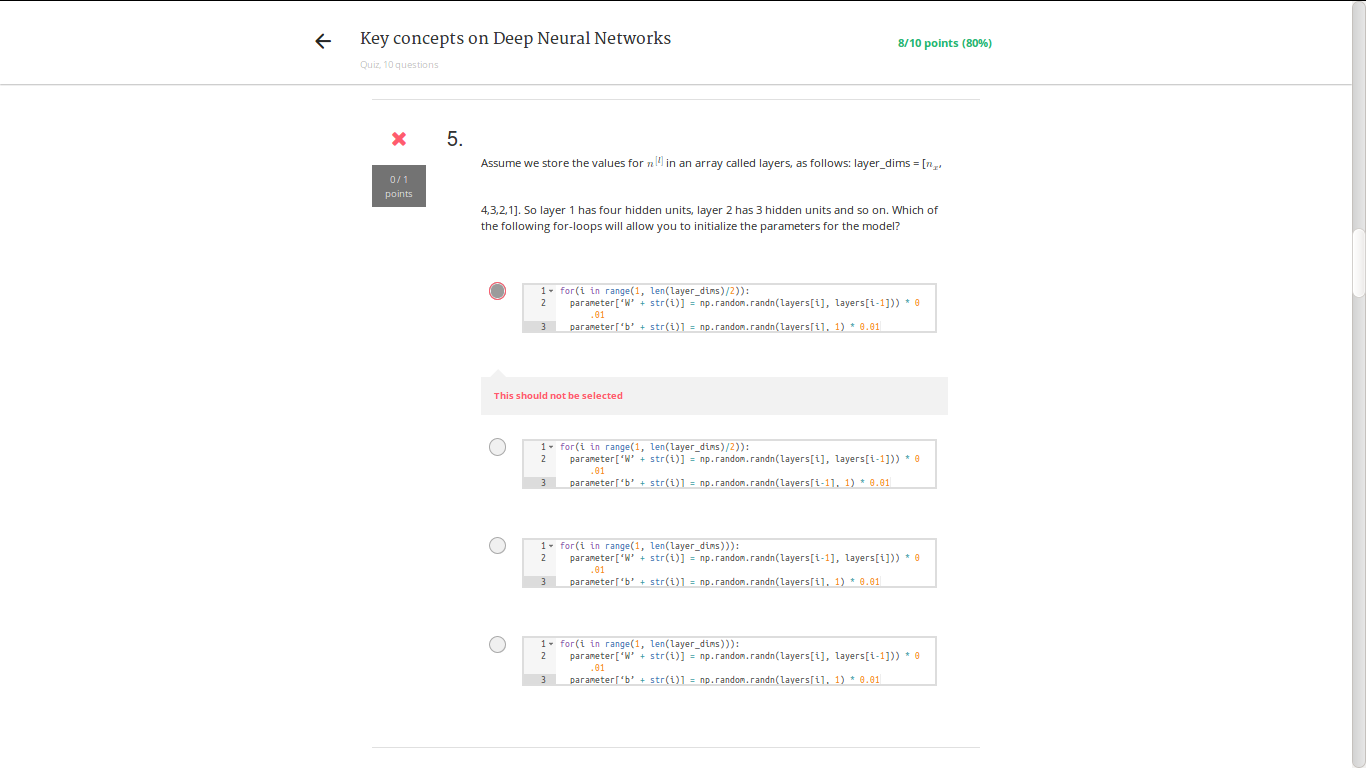 Key concepts on Deep Neural Networks
8/10 points (80%)
Quiz, 10 questions
5.
0 / 1
points
Assume we store the values for n^[l] in an array called layers, as follows: layer_dims = [n_x,
4,3,2,1]. So layer 1 has four hidden units, layer 2 has 3 hidden units and so on. Which of
the following for-loops will allow you to initialize the parameters for the model?
1 for(i in range(1, len(layer_dims)/2)):
2 parameter[‘W’ + str(i)] = np.random.randn(layers[i], layers[i-1])) * 0
.01
3 parameter[‘b’ + str(i)] = np.random.randn(layers[i], 1) * 0.01
This should not be selected
1 for(i in range(1, len(layer_dims)/2)):
2 parameter[‘W’ + str(i)] = np.random.randn(layers[i], layers[i-1])) * 0
.01
3 parameter[‘b’ + str(i)] = np.random.randn(layers[i-1], 1) * 0.01
1 for(i in range(1, len(layer_dims))):
2 parameter[‘W’ + str(i)] = np.random.randn(layers[i-1], layers[i])) * 0
.01
3 parameter[‘b’ + str(i)] = np.random.randn(layers[i], 1) * 0.01
1 for(i in range(1, len(layer_dims))):
2 parameter[‘W’ + str(i)] = np.random.randn(layers[i], layers[i-1])) * 0
.01
3 parameter[‘b’ + str(i)] = np.random.randn(layers[i], 1) * 0.01